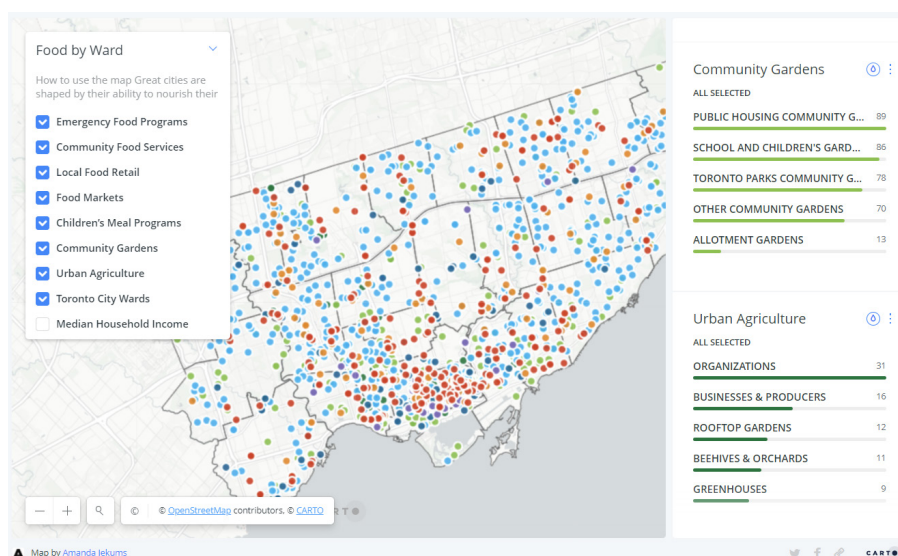 Food by Ward
How to use the map Great cities are
shaped by their ability to nourish their
Emergency Food Programs
Community Food Services
Local Food Retail
Food Markets
Children's Meal Programs
Community Gardens
Urban Agriculture
Toronto City Wards
Median Household Income
© OpenStreetMap contributors, © CARTO
Map by Amanda Jekums
Community Gardens
ALL SELECTED
PUBLIC HOUSING COMMUNITY G... 89
SCHOOL AND CHILDREN'S GARD... 86
TORONTO PARKS COMMUNITY G... 78
OTHER COMMUNITY GARDENS 70
ALLOTMENT GARDENS 13
Urban Agriculture
ALL SELECTED
ORGANIZATIONS 31
BUSINESSES & PRODUCERS 16
ROOFTOP GARDENS 12
BEEHIVES & ORCHARDS 11
GREENHOUSES 9
CARTO